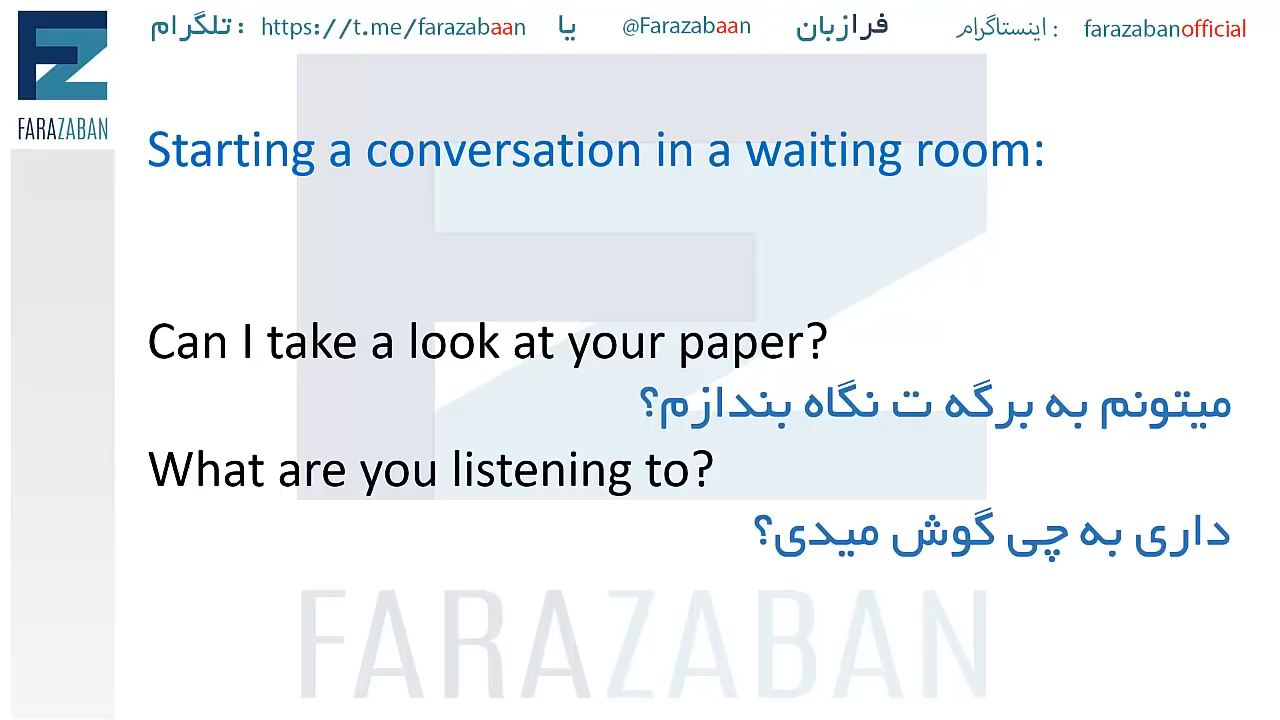 تلگرام : https://t.me/farazabaan یا @Farazabaan فرازبان اینستاگرام : farazabanofficial
FARAZABAN
Starting a conversation in a waiting room:
Can I take a look at your paper?
میتونم به برگه ت نگاه بندازم؟
What are you listening to?
داری به چی گوش میدی؟
FARAZABAN